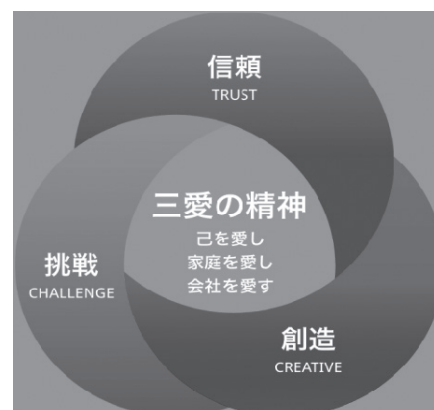 信頼
TRUST
三愛の精神
己を愛し
家庭を愛し
会社を愛す
挑戦
CHALLENGE
創造
CREATIVE